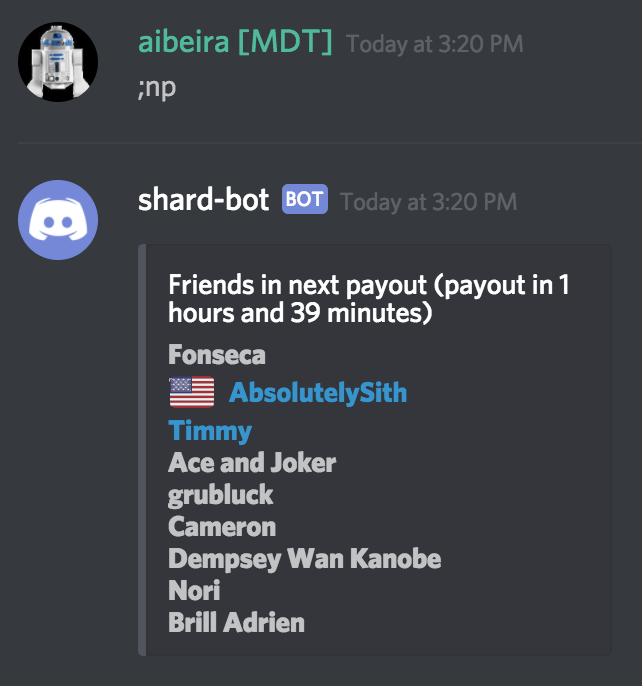 aibeira [MDT] Today at 3:20 PM
;np
shard-bot BOT Today at 3:20 PM
Friends in next payout (payout in 1
hours and 39 minutes)
Fonseca
AbsolutelySith
Timmy
Ace and Joker
grubluck
Cameron
Dempsey Wan Kanobe
Nori
Brill Adrien